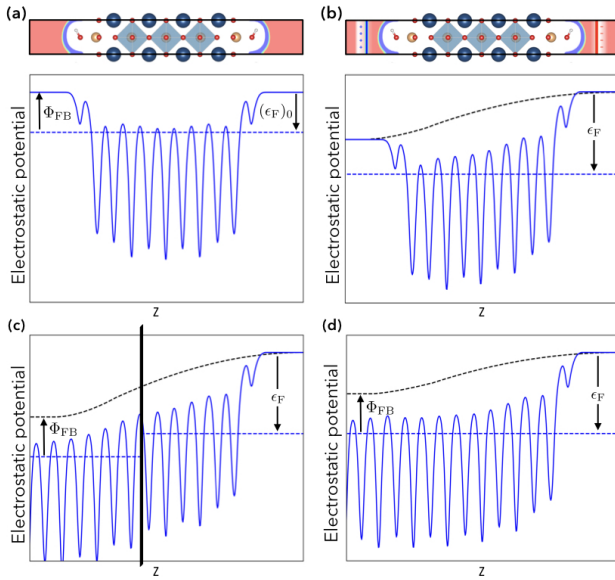 (a)
(b)
Electrostatic potential
Φ_FB
(ϵ_F)_0
z
Electrostatic potential
ϵ_F
z
(c)
(d)
Electrostatic potential
Φ_FB
ϵ_F
z
Electrostatic potential
Φ_FB
ϵ_F
z